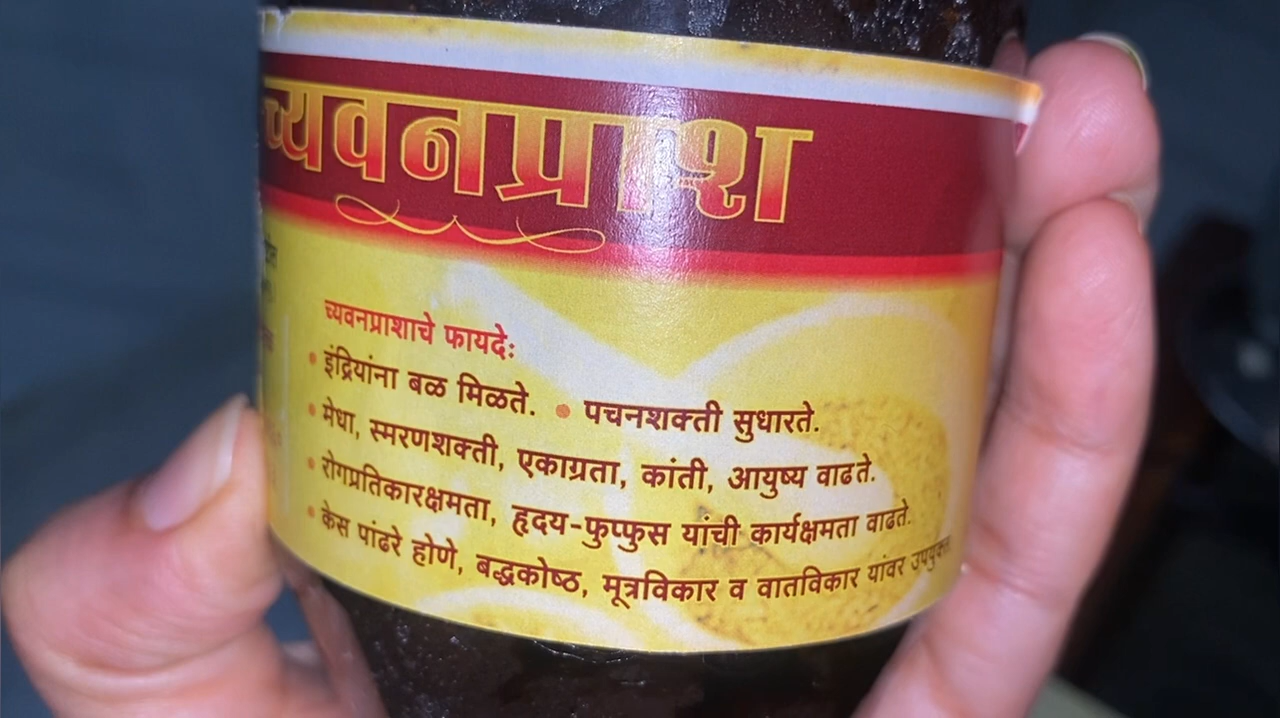 च्यवनप्राश
च्यवनप्राशाचे फायदे:
• इंद्रियांना बळ मिळते. • पचनशक्ती सुधारते.
• मेधा, स्मरणशक्ती, एकाग्रता, कांती, आयुष्य वाढते.
• रोगप्रतिकारक्षमता, हृदय-फुप्फुस यांची कार्यक्षमता वाढते.
• केस पांढरे होणे, बद्धकोष्ठ, मूत्रविकार व वातविकार यांवर उपयुक्त.